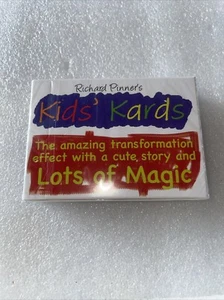 Richard Pinner's
Kids' Kards
The amazing transformation
effect with a cute, story and
Lots of Magic